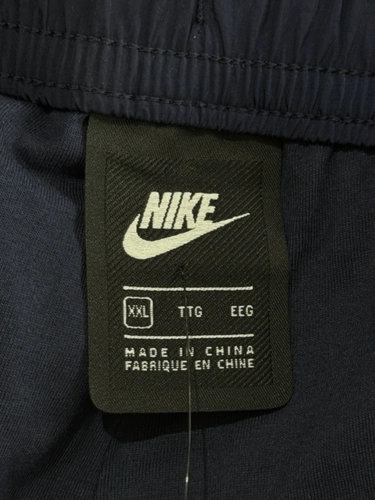 NIKE
XXL TTG EEG
MADE IN CHINA
FABRIQUE EN CHINE